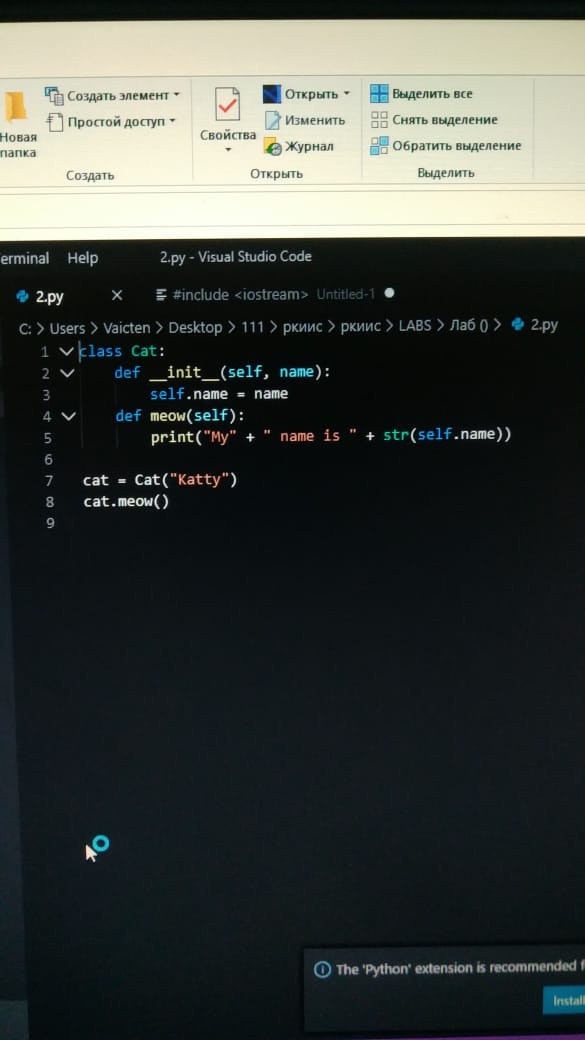 Создать элемент
Простой доступ
Новая
папка
Создать
Свойства
Открыть
Изменить
Журнал
Открыть
Выделить все
Снять выделение
Обратить выделение
Выделить
erminal Help 2.py - Visual Studio Code
2.py × #include <iostream> Untitled-1 ●
C: > Users > Vaicten > Desktop > 111 > ркиис > ркиис > LABS > Лаб () > 2.py
1 class Cat:
2 def __init__(self, name):
3 self.name = name
4 def meow(self):
5 print("My" + " name is " + str(self.name))
6
7 cat = Cat("Katty")
8 cat.meow()
9
The 'Python' extension is recommended f
Install